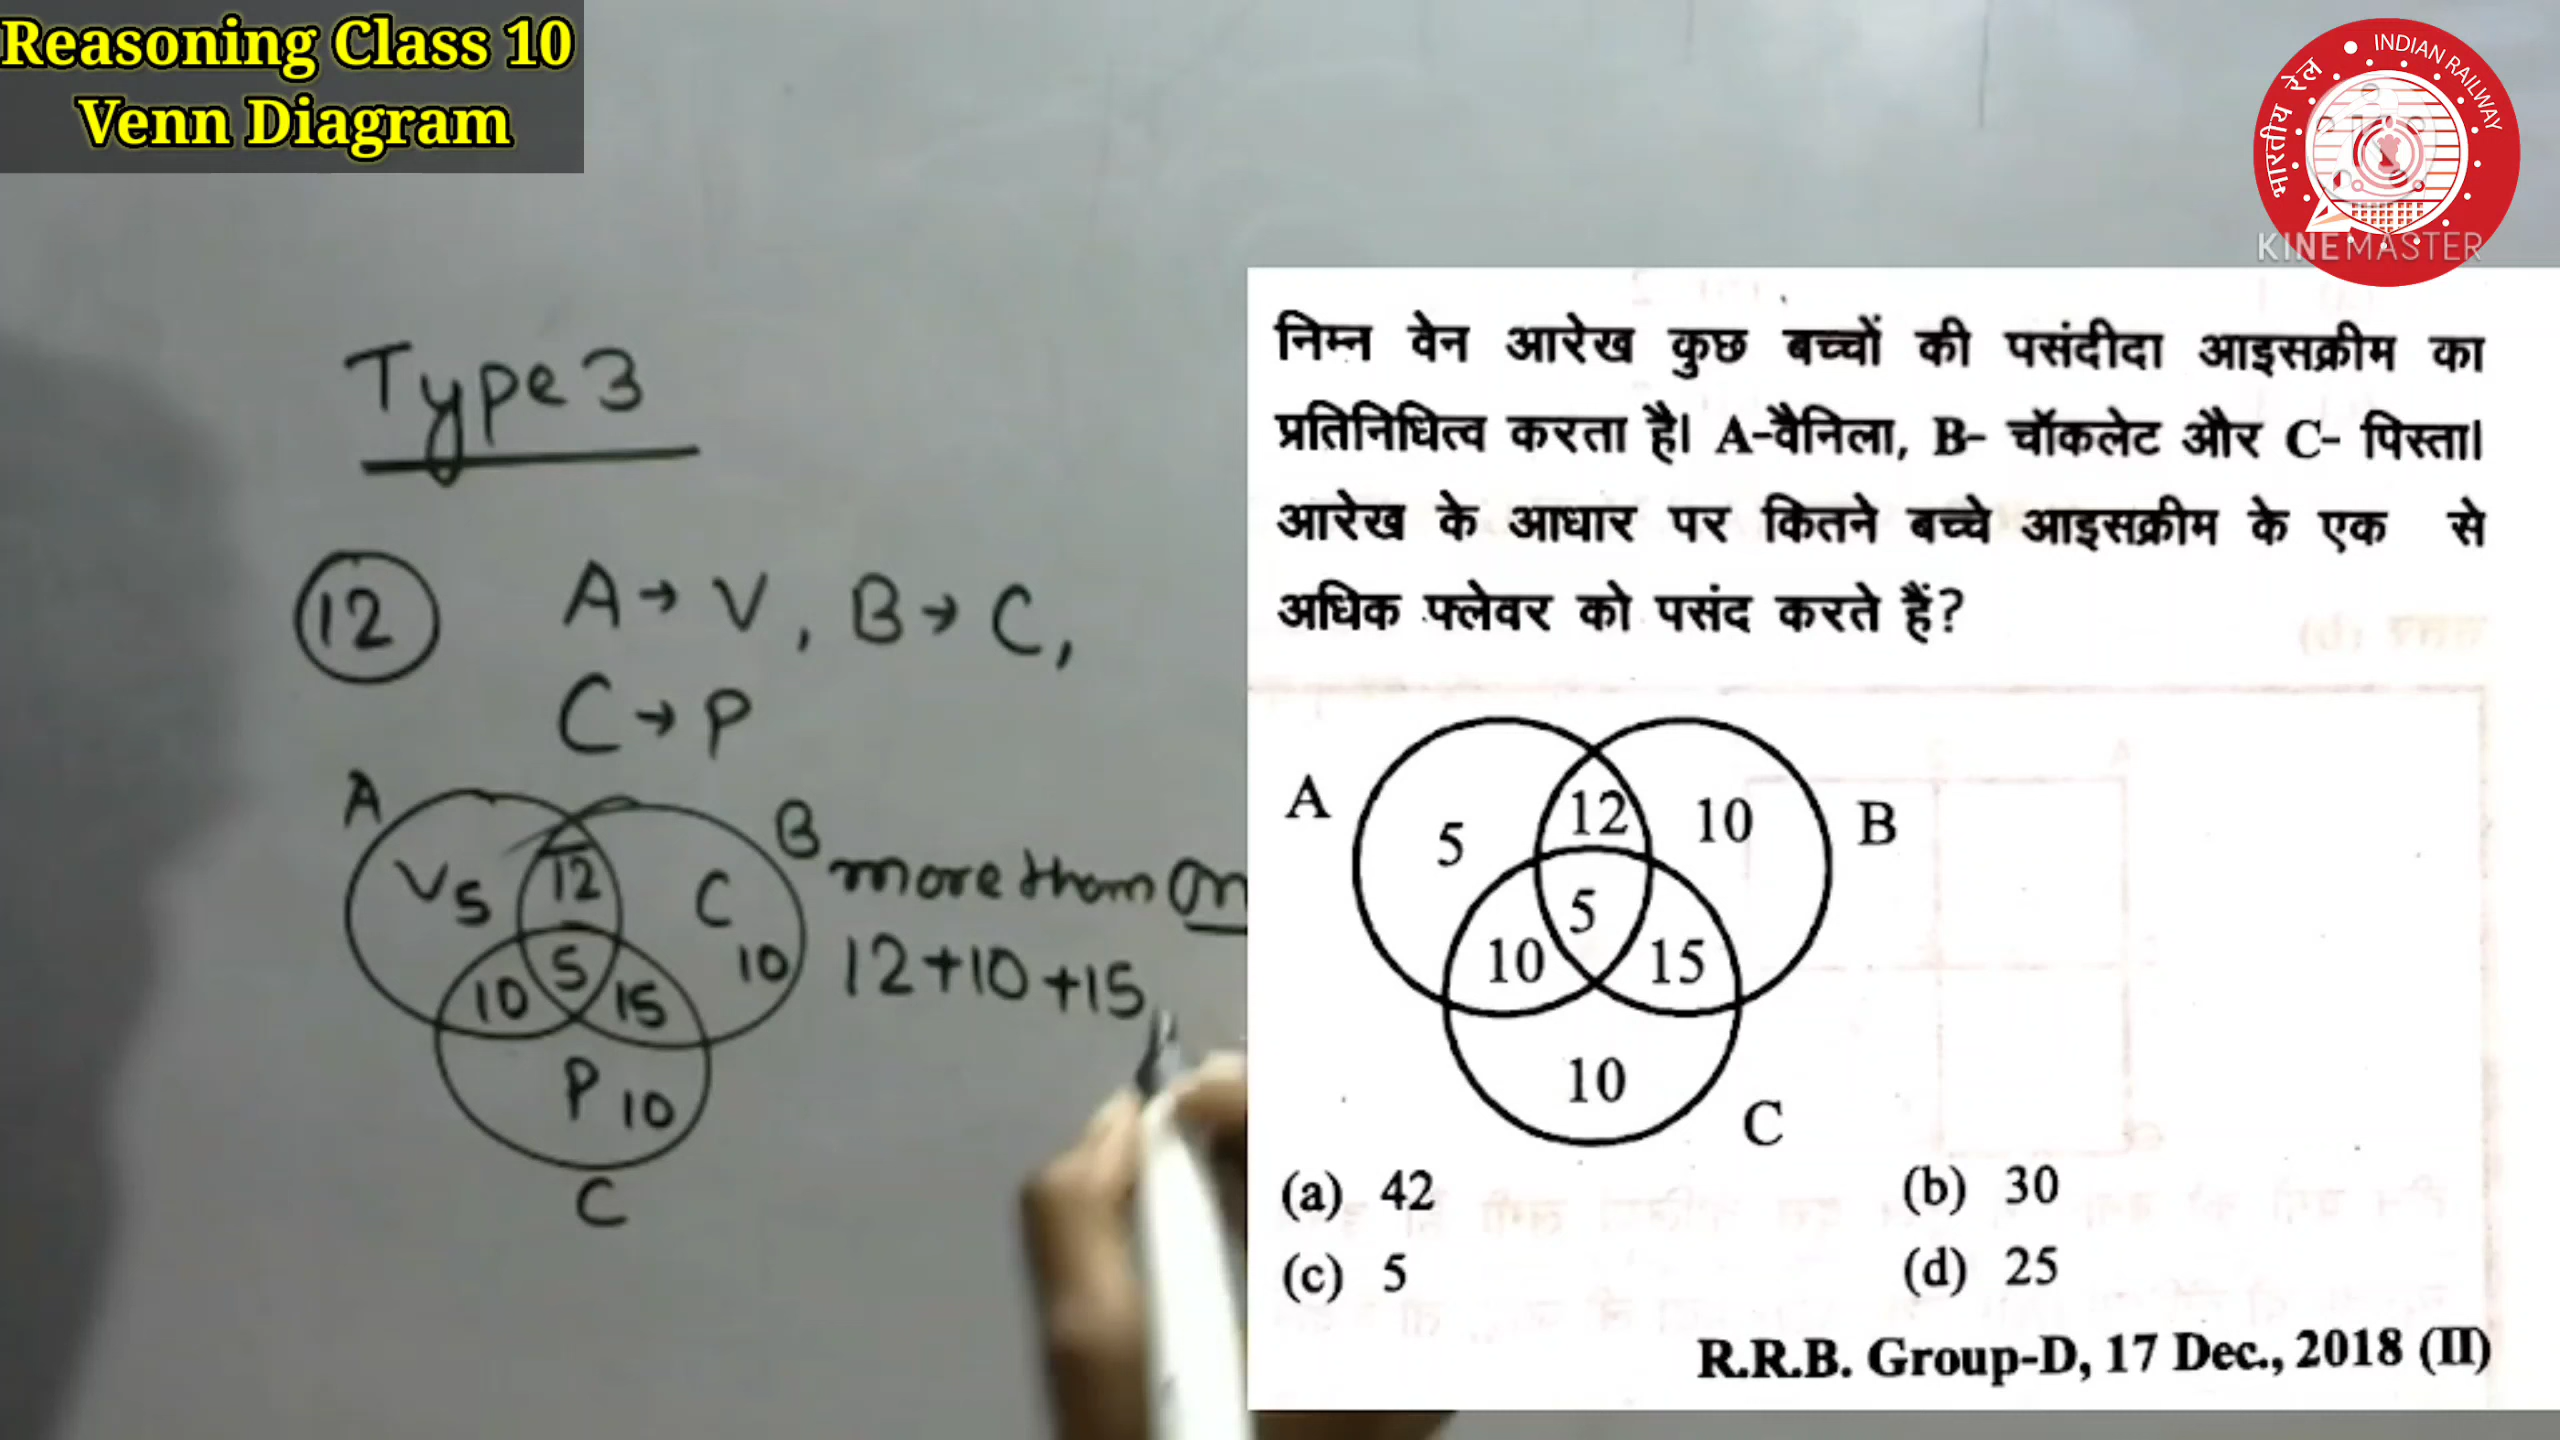 Reasoning Class 10
Venn Diagram
भारतीय रेल
INDIAN RAILWAY
KINEMASTER
Type 3
12
A→V, B→C,
C→P
A
B
V 5
12
C
10
5
10
15
P 10
C
more than
12+10+15
निम्न वेन आरेख कुछ बच्चों की पसंदीदा आइसक्रीम का
प्रतिनिधित्व करता है। A-वैनिला, B- चॉकलेट और C- पिस्ता।
आरेख के आधार पर कितने बच्चे आइसक्रीम के एक से
अधिक फ्लेवर को पसंद करते हैं?
A
5
12
10
B
5
10
15
10
C
(a) 42
(b) 30
(c) 5
(d) 25
R.R.B. Group-D, 17 Dec., 2018 (II)